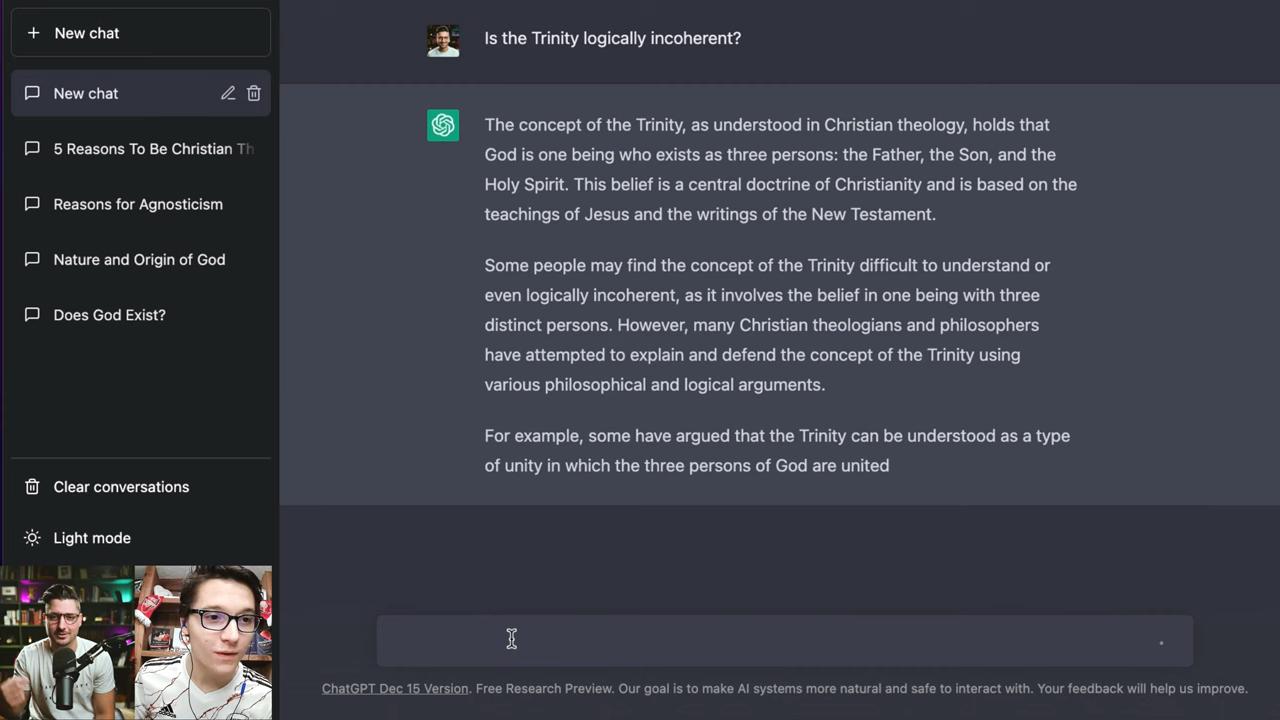 New chat
New chat
5 Reasons To Be Christian Th
Reasons for Agnosticism
Nature and Origin of God
Does God Exist?
Clear conversations
Light mode
Is the Trinity logically incoherent?
The concept of the Trinity, as understood in Christian theology, holds that
God is one being who exists as three persons: the Father, the Son, and the
Holy Spirit. This belief is a central doctrine of Christianity and is based on the
teachings of Jesus and the writings of the New Testament.
Some people may find the concept of the Trinity difficult to understand or
even logically incoherent, as it involves the belief in one being with three
distinct persons. However, many Christian theologians and philosophers
have attempted to explain and defend the concept of the Trinity using
various philosophical and logical arguments.
For example, some have argued that the Trinity can be understood as a type
of unity in which the three persons of God are united
ChatGPT Dec 15 Version. Free Research Preview. Our goal is to make AI systems more natural and safe to interact with. Your feedback will help us improve.